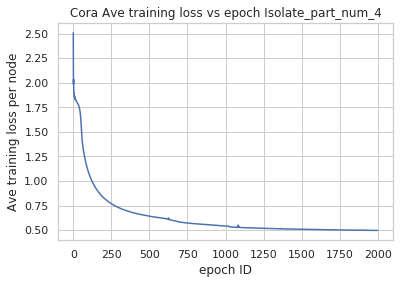 Cora Ave training loss vs epoch Isolate_part_num_4
Ave training loss per node
2.50
2.25
2.00
1.75
1.50
1.25
1.00
0.75
0.50
0 250 500 750 1000 1250 1500 1750 2000
epoch ID